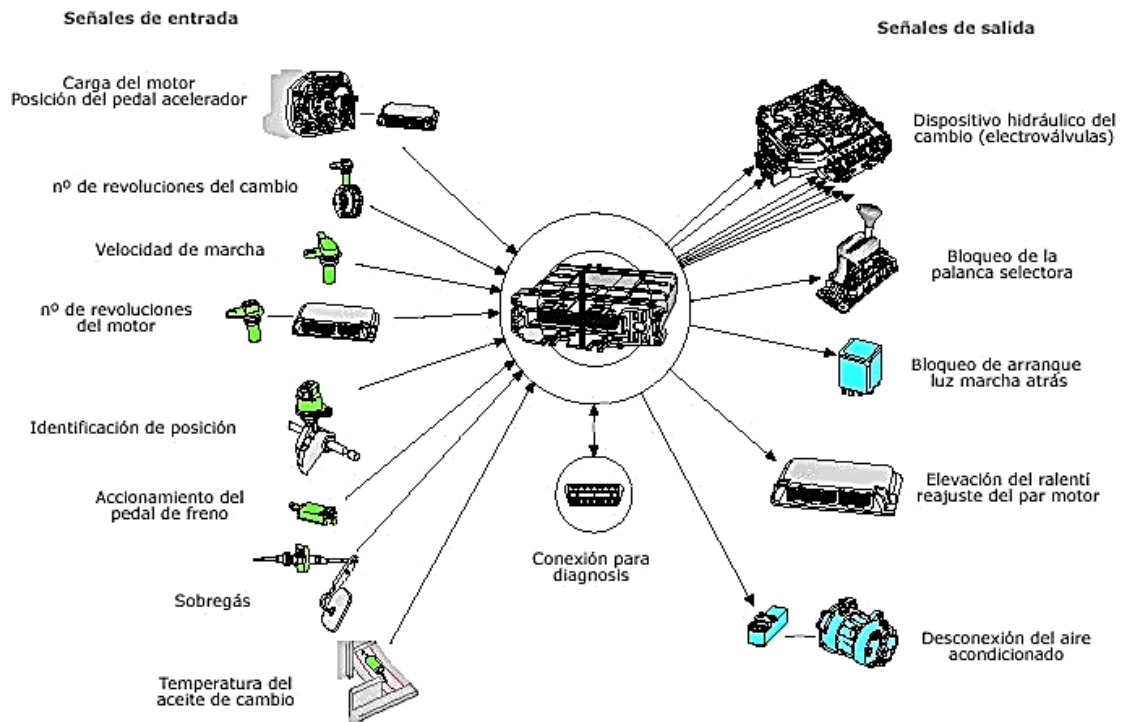 Señales de entrada
Carga del motor
Posición del pedal acelerador
nº de revoluciones del cambio
Velocidad de marcha
nº de revoluciones
del motor
Identificación de posición
Accionamiento del
pedal de freno
Sobregás
Temperatura del
aceite de cambio
Conexión para
diagnosis
Señales de salida
Dispositivo hidráulico del
cambio (electroválvulas)
Bloqueo de la
palanca selectora
Bloqueo de arranque
luz marcha atrás
Elevación del ralentí
reajuste del par motor
Desconexión del aire
acondicionado